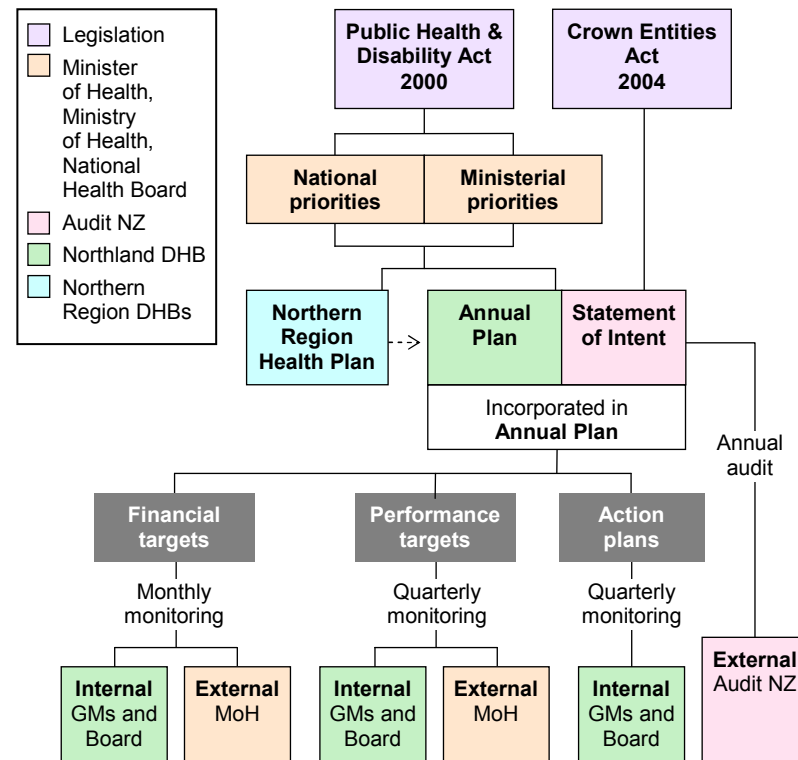 Legislation
Minister
of Health,
Ministry
of Health,
National
Health Board
Audit NZ
Northland DHB
Northern
Region DHBs
Public Health &
Disability Act
2000
Crown Entities
Act
2004
National
priorities
Ministerial
priorities
Northern
Region
Health Plan
Annual
Plan
Statement
of Intent
Incorporated in
Annual Plan
Annual
audit
Financial
targets
Performance
targets
Action
plans
Monthly
monitoring
Quarterly
monitoring
Quarterly
monitoring
Internal
GMs and
Board
External
MoH
Internal
GMs and
Board
External
MoH
Internal
GMs and
Board
External
Audit NZ